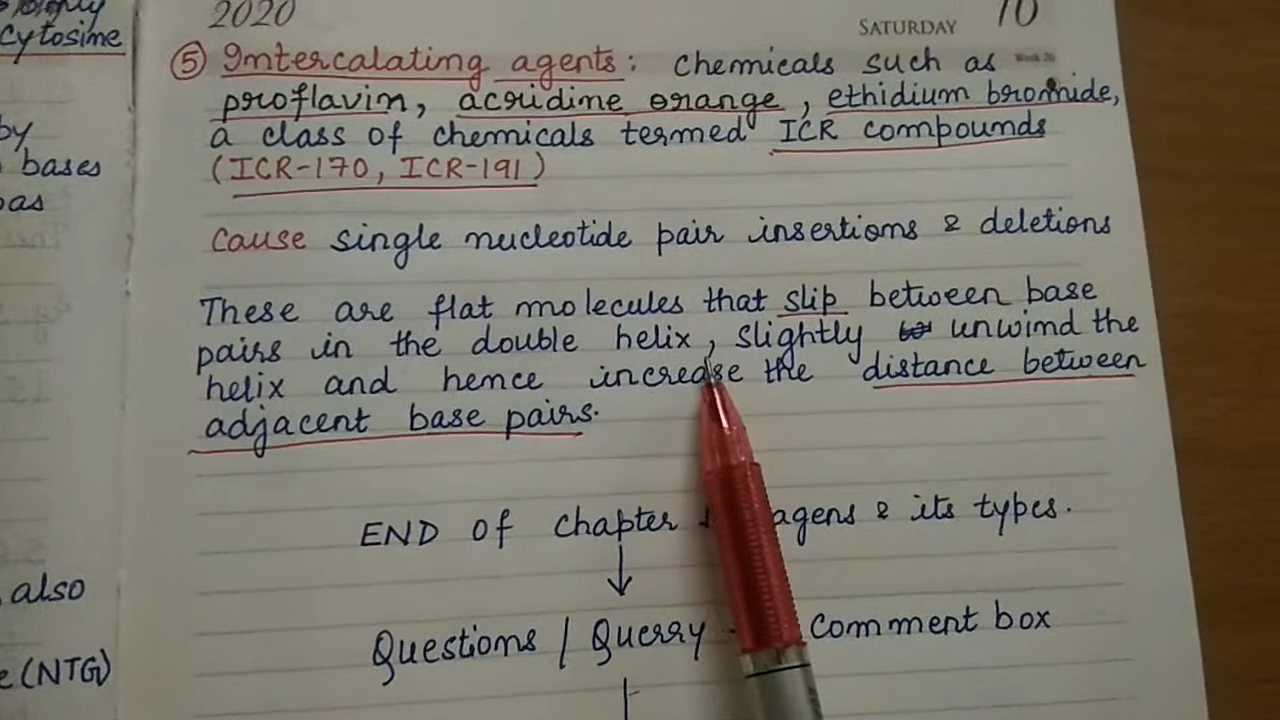 cytosine
by
bases
as
also
(NTG)
2020
SATURDAY 10
Week 28
⑤ Intercalating agents: chemicals such as
proflavin, acridine orange, ethidium bromide,
a class of chemicals termed ICR compounds
(ICR-170, ICR-191)
cause single nucleotide pair insertions & deletions
These are flat molecules that slip between base
pairs in the double helix, slightly unwind the
helix and hence increase the distance between
adjacent base pairs.
END of chapter & its types.
↓
Questions / Querry comment box